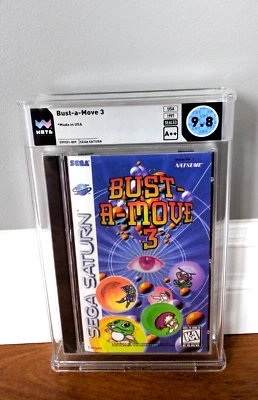 WATA
Bust-a-Move 3
*Made in USA
SEGA SATURN
USA
1997
SEALED
A++
9.8
SEGA
NATSUME
BUST-
A-MOVE
3
SEGA SATURN
K-A